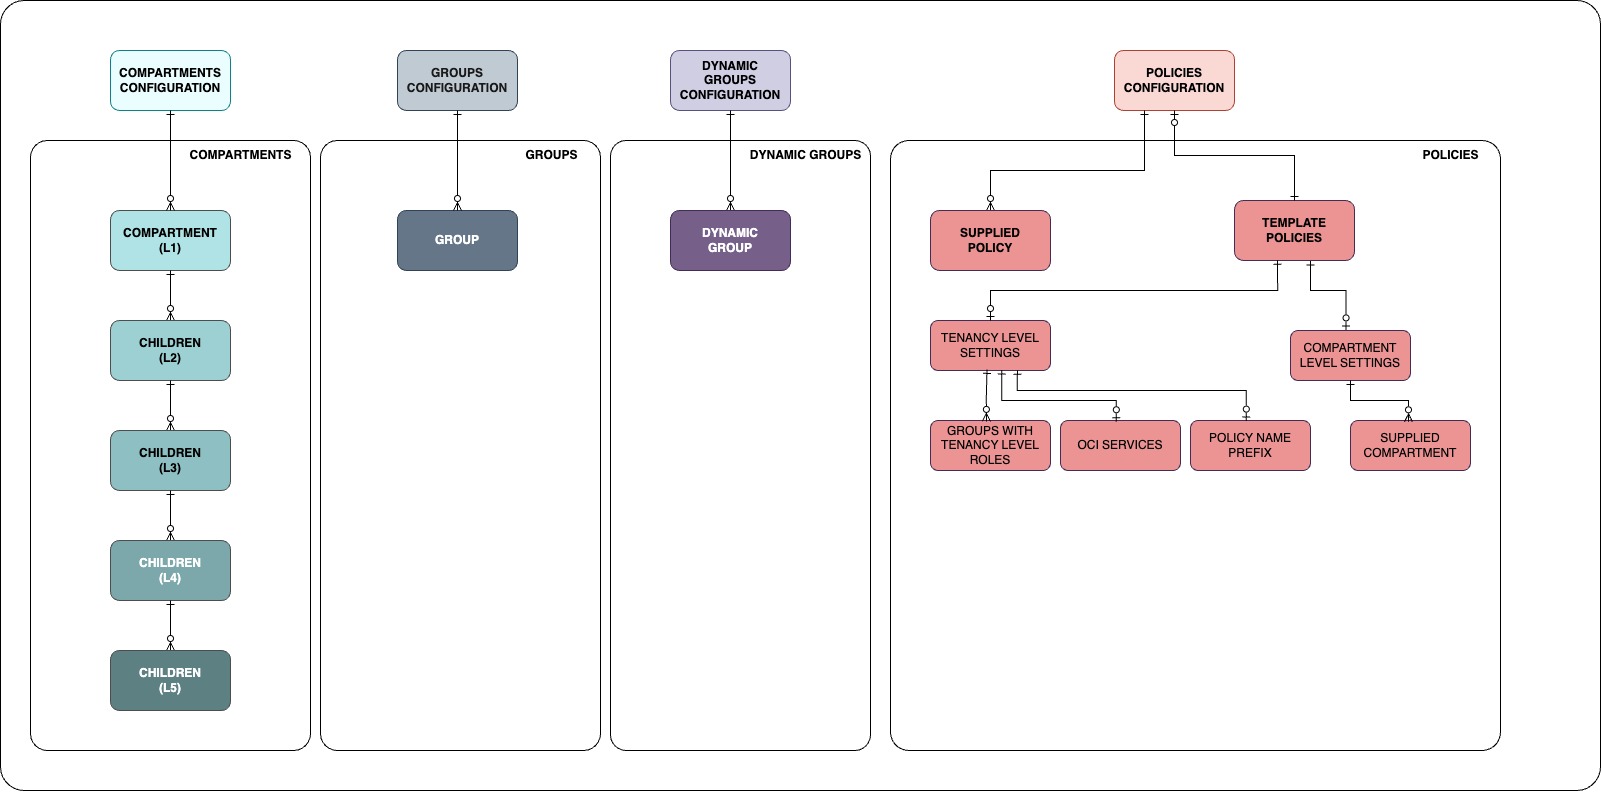 COMPARTMENTS
CONFIGURATION
GROUPS
CONFIGURATION
DYNAMIC
GROUPS
CONFIGURATION
POLICIES
CONFIGURATION
COMPARTMENTS
GROUPS
DYNAMIC GROUPS
POLICIES
COMPARTMENT
(L1)
CHILDREN
(L2)
CHILDREN
(L3)
CHILDREN
(L4)
CHILDREN
(L5)
GROUP
DYNAMIC
GROUP
SUPPLIED
POLICY
TEMPLATE
POLICIES
TENANCY LEVEL
SETTINGS
COMPARTMENT
LEVEL SETTINGS
GROUPS WITH
TENANCY LEVEL
ROLES
OCI SERVICES
POLICY NAME
PREFIX
SUPPLIED
COMPARTMENT